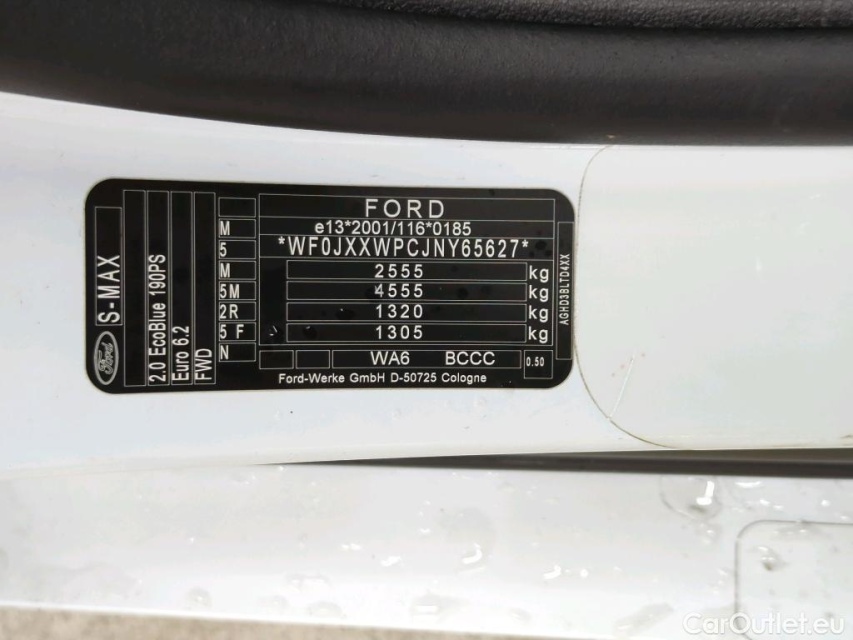 FORD
e13*2001/116*0185
*WF0JXXWPCJNY65627*
2555 kg
4555 kg
1320 kg
1305 kg
WA6 BCCC 0.50
Ford-Werke GmbH D-50725 Cologne
M
5
M
5M
2R
5 F
N
Ford S-MAX
2.0 EcoBlue 190PS
Euro 6.2
FWD
AGHD3BLTD4XX
CarOutlet.eu